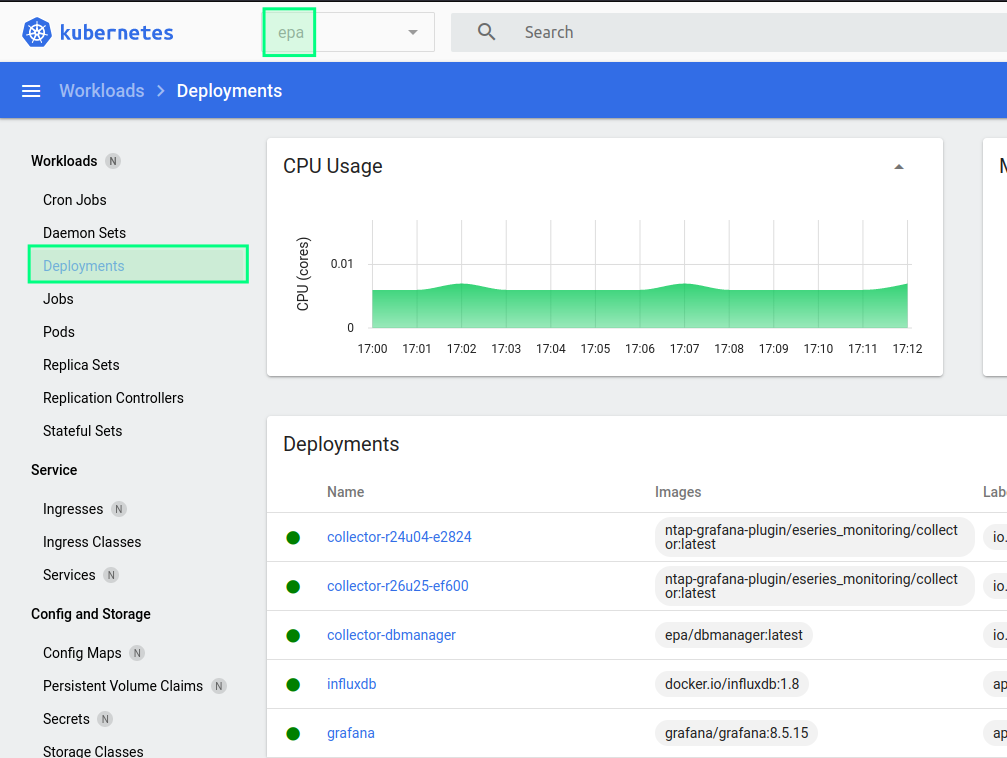 kubernetes
epa
Search
Workloads > Deployments
Workloads N
Cron Jobs
Daemon Sets
Deployments
Jobs
Pods
Replica Sets
Replication Controllers
Stateful Sets
Service
Ingresses N
Ingress Classes
Services N
Config and Storage
Config Maps N
Persistent Volume Claims N
Secrets N
Storage Classes
CPU Usage
M
CPU (cores)
0.01
0
17:00 17:01 17:02 17:03 17:04 17:05 17:06 17:07 17:08 17:09 17:10 17:11 17:12
Deployments
Name Images Lab
collector-r24u04-e2824 ntap-grafana-plugin/eseries_monitoring/collect
or:latest io.
collector-r26u25-ef600 ntap-grafana-plugin/eseries_monitoring/collect
or:latest io.
collector-dbmanager epa/dbmanager:latest io.
influxdb docker.io/influxdb:1.8 ap
grafana grafana/grafana:8.5.15 ap